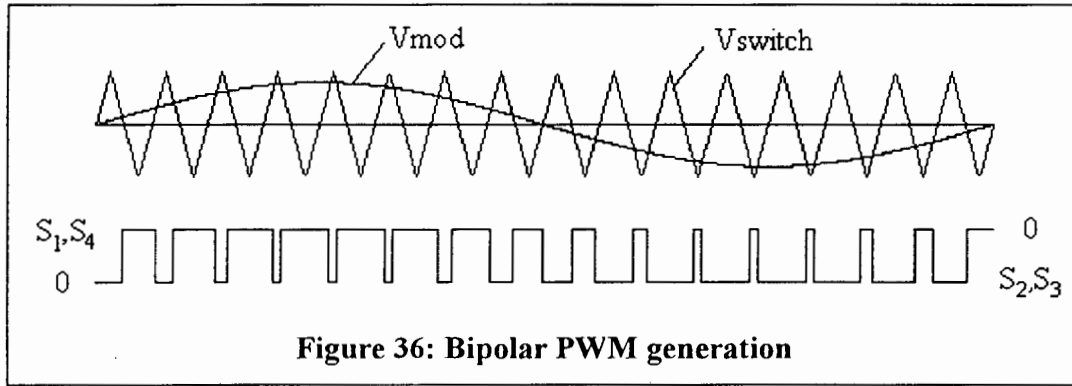 Vmod
Vswitch
S₁,S₄
0
0
S₂,S₃
Figure 36: Bipolar PWM generation